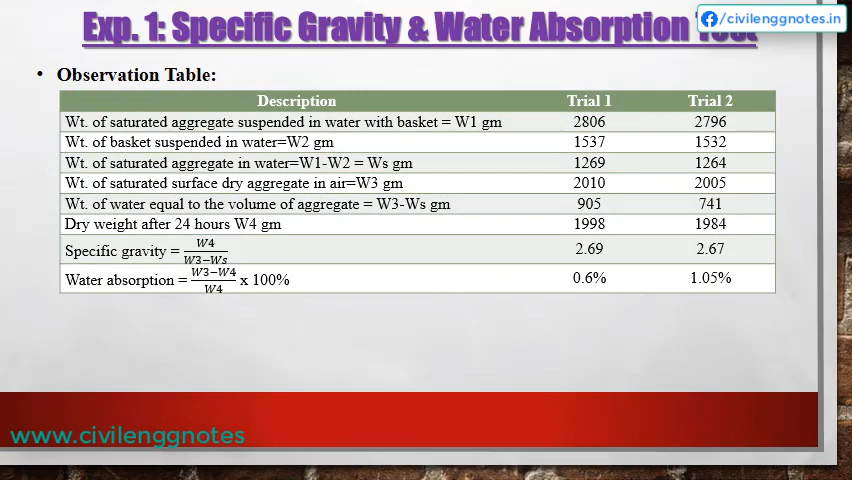 /civilenggnotes.in
Exp. 1: Specific Gravity & Water Absorption
• Observation Table:
Description Trial 1 Trial 2
Wt. of saturated aggregate suspended in water with basket = W1 gm 2806 2796
Wt. of basket suspended in water=W2 gm 1537 1532
Wt. of saturated aggregate in water=W1-W2 = Ws gm 1269 1264
Wt. of saturated surface dry aggregate in air=W3 gm 2010 2005
Wt. of water equal to the volume of aggregate = W3-Ws gm 905 741
Dry weight after 24 hours W4 gm 1998 1984
Specific gravity = W4/W3−Ws 2.69 2.67
Water absorption = W3−W4/W4 x 100% 0.6% 1.05%
www.civilenggnotes